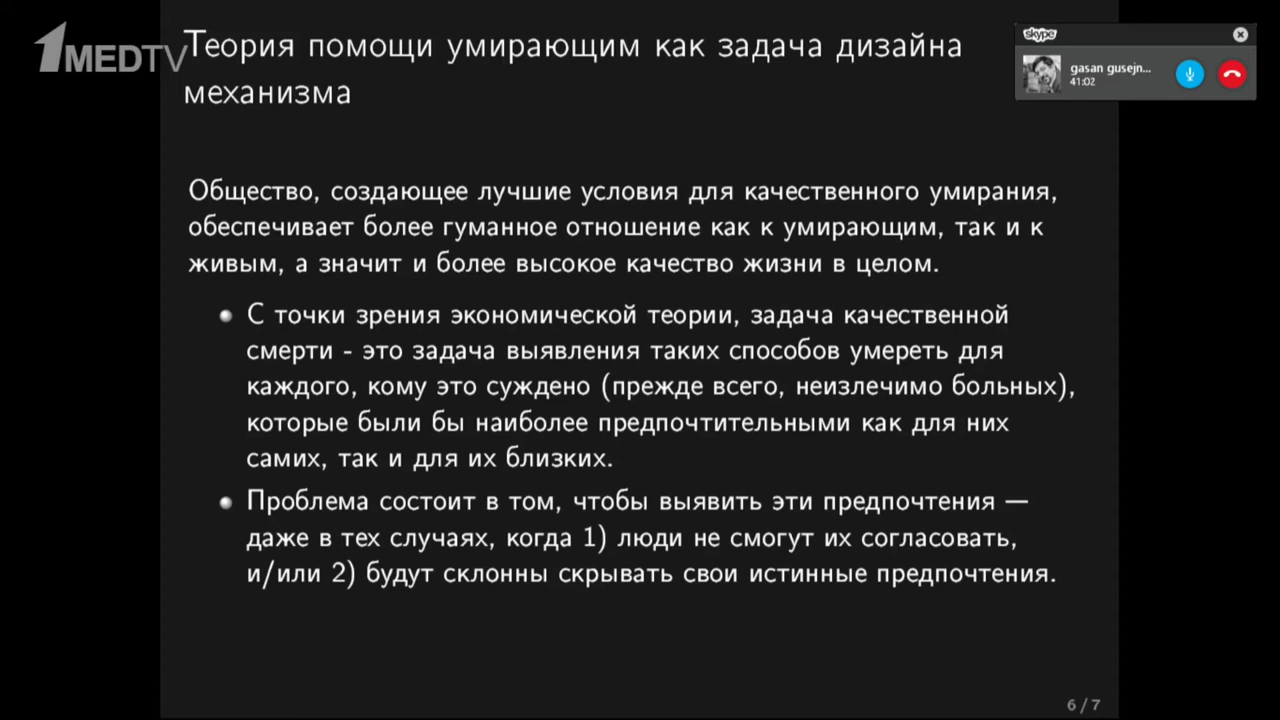 1MEDTV
Теория помощи умирающим как задача дизайна
механизма
skype
gasan gusejn...
41:02
Общество, создающее лучшие условия для качественного умирания,
обеспечивает более гуманное отношение как к умирающим, так и к
живым, а значит и более высокое качество жизни в целом.
С точки зрения экономической теории, задача качественной
смерти - это задача выявления таких способов умереть для
каждого, кому это суждено (прежде всего, неизлечимо больных),
которые были бы наиболее предпочтительными как для них
самих, так и для их близких.
Проблема состоит в том, чтобы выявить эти предпочтения —
даже в тех случаях, когда 1) люди не смогут их согласовать,
и/или 2) будут склонны скрывать свои истинные предпочтения.
6 / 7